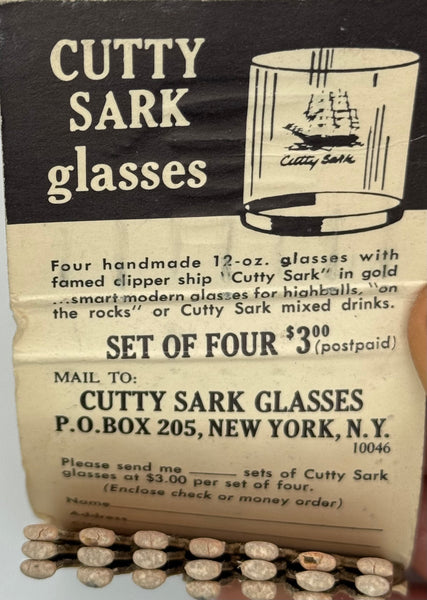 CUTTY
SARK
glasses
Cutty Sark
Four handmade 12-oz. glasses with
famed clipper ship "Cutty Sark" in gold
...smart modern glasses for highballs, "on
the rocks" or Cutty Sark mixed drinks.
SET OF FOUR $3.00 (postpaid)
MAIL TO:
CUTTY SARK GLASSES
P.O.BOX 205, NEW YORK, N.Y.
10046
Please send me ______ sets of Cutty Sark
glasses at $3.00 per set of four.
(Enclose check or money order)
Name
Address